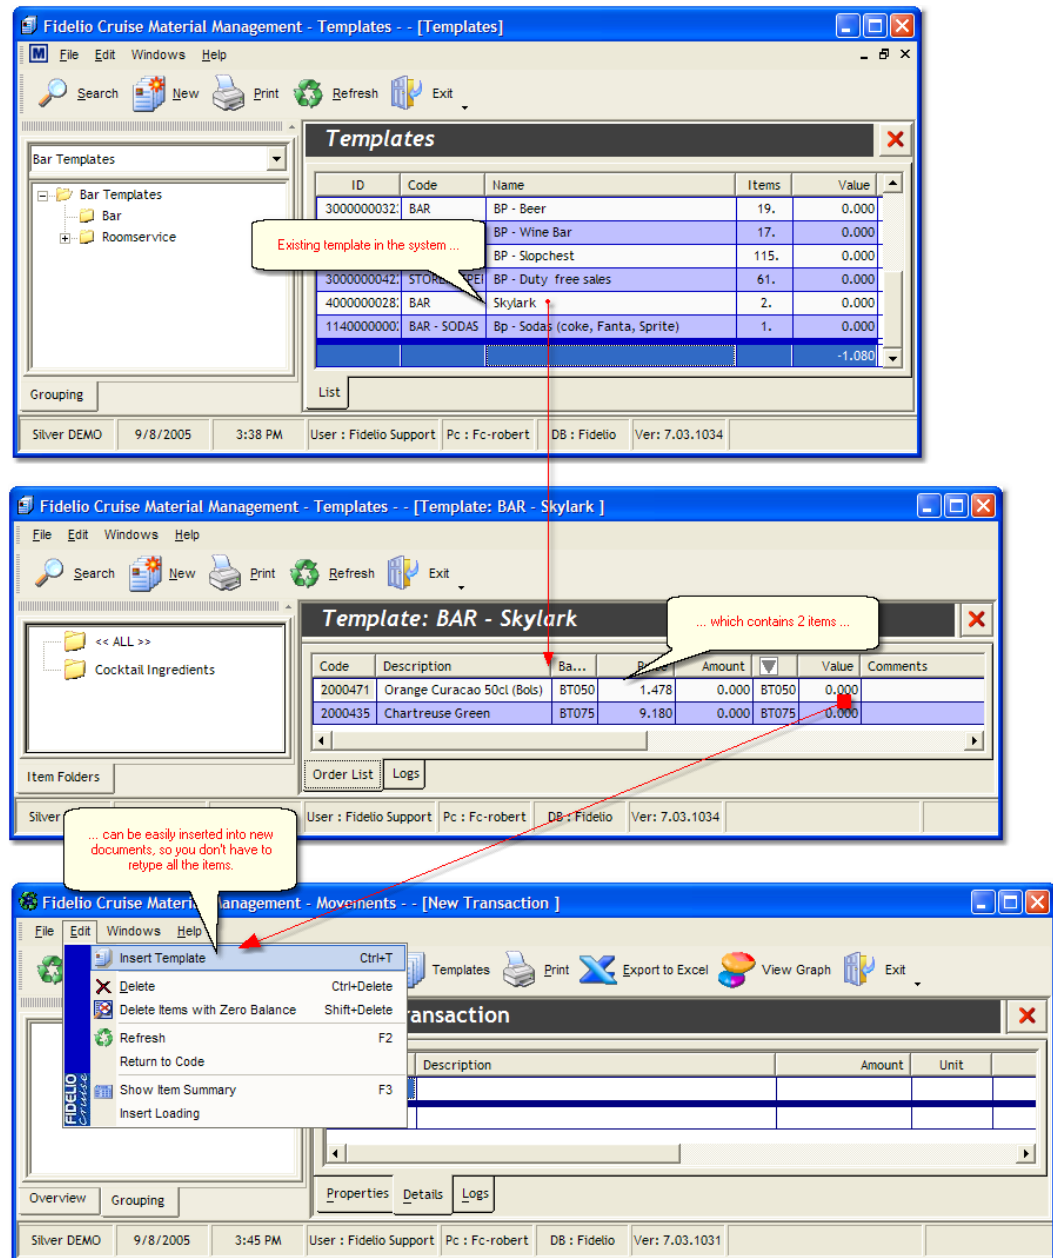 Fidelio Cruise Material Management - Templates - - [Templates]
File Edit Windows Help
Search New Print Refresh Exit
Bar Templates
Bar Templates
Bar
Roomservice
Templates
ID Code Name Items Value
BAR BP - Beer 19. 0.000
BP - Wine Bar 17. 0.000
BP - Slopchest 115. 0.000
BP - Duty free sales 61. 0.000
BAR Skylark 2. 0.000
BAR - SODAS Bp - Sodas (coke, Fanta, Sprite) 1. 0.000
-1.080
Existing template in the system ...
Grouping
List
Silver DEMO 9/8/2005 3:38 PM User : Fidelio Support Pc : Fc-robert DB : Fidelio Ver: 7.03.1034
Fidelio Cruise Material Management - Templates - - [Template: BAR - Skylark ]
File Edit Windows Help
Search New Print Refresh Exit
<< ALL >>
Cocktail Ingredients
Template: BAR - Skylark
... which contains 2 items ...
Code Description Ba... Amount Value Comments
2000471 Orange Curacao 50cl (Bols) BT050 1.478 0.000 BT050 0.000
2000435 Chartreuse Green BT075 9.180 0.000 BT075 0.000
Item Folders
Order List Logs
Silver User : Fidelio Support Pc : Fc-robert DB : Fidelio Ver: 7.03.1034
... can be easily inserted into new
documents, so you don't have to
retype all the items.
Fidelio Cruise Material Management - Movements - - [New Transaction ]
File Edit Windows Help
Templates Print Export to Excel View Graph Exit
Insert Template Ctrl+T
Delete Ctrl+Delete
Delete Items with Zero Balance Shift+Delete
Refresh F2
Return to Code
Show Item Summary F3
Insert Loading
FIDELIO
Cruise
ansaction
Description Amount Unit
Overview Grouping
Properties Details Logs
Silver DEMO 9/8/2005 3:45 PM User : Fidelio Support Pc : Fc-robert DB : Fidelio Ver: 7.03.1031